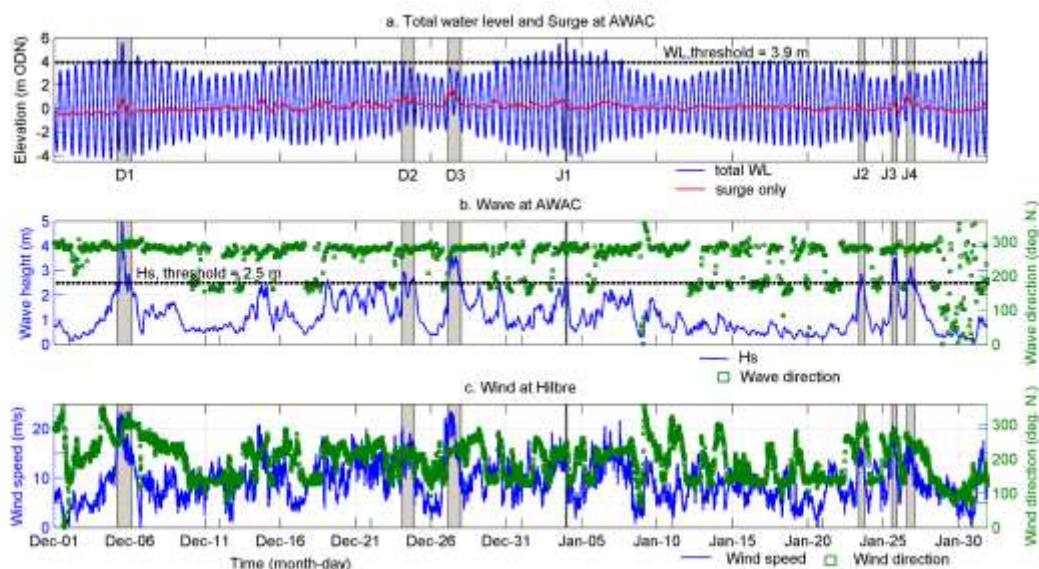 a. Total water level and Surge at AWAC
Elevation (m ODN)
6
4
2
0
-2
-4
WL,threshold = 3.9 m
D1
D2
D3
J1
J2
J3
J4
total WL
surge only
b. Wave at AWAC
Wave height (m)
5
4
3
2
1
0
Hs, threshold = 2.5 m
300
200
100
0
Wave direction (deg. N.)
Hs
Wave direction
c. Wind at Hilbre
Wind speed (m/s)
20
10
0
300
200
100
0
Wind direction (deg. N.)
Dec-01
Dec-06
Dec-11
Dec-16
Dec-21
Dec-26
Dec-31
Jan-05
Jan-10
Jan-15
Jan-20
Jan-25
Jan-30
Time (month-day)
Wind speed
Wind direction